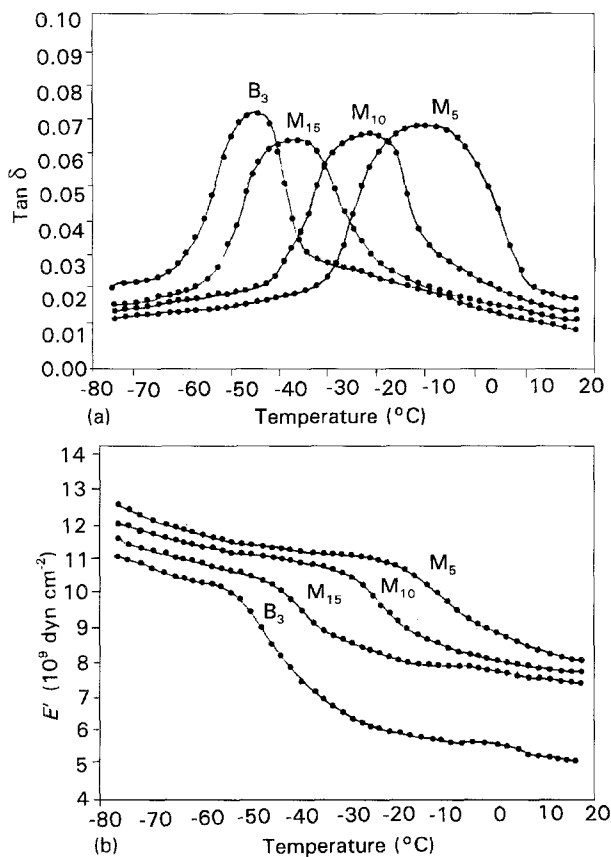 0.10
0.09
0.08
0.07
0.06
0.05
0.04
0.03
0.02
0.01
0.00
Tan δ
B3
M15
M10
M5
-80 -70 -60 -50 -40 -30 -20 -10 0 10 20
(a) Temperature (°C)
14
13
12
11
10
9
8
7
6
5
4
E′ (10⁹ dyn cm⁻²)
M5
M10
M15
B3
-80 -70 -60 -50 -40 -30 -20 -10 0 10 20
(b) Temperature (°C)